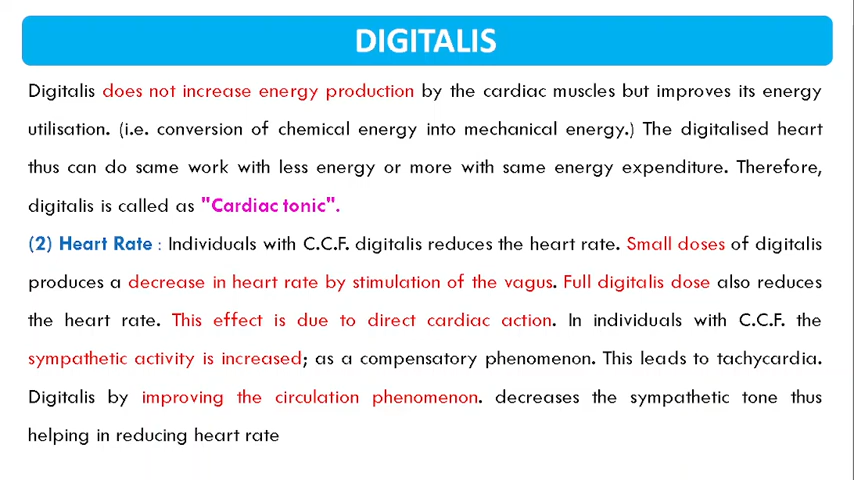 DIGITALIS
Digitalis does not increase energy production by the cardiac muscles but improves its energy
utilisation. (i.e. conversion of chemical energy into mechanical energy.) The digitalised heart
thus can do same work with less energy or more with same energy expenditure. Therefore,
digitalis is called as "Cardiac tonic".
(2) Heart Rate : Individuals with C.C.F. digitalis reduces the heart rate. Small doses of digitalis
produces a decrease in heart rate by stimulation of the vagus. Full digitalis dose also reduces
the heart rate. This effect is due to direct cardiac action. In individuals with C.C.F. the
sympathetic activity is increased; as a compensatory phenomenon. This leads to tachycardia.
Digitalis by improving the circulation phenomenon. decreases the sympathetic tone thus
helping in reducing heart rate